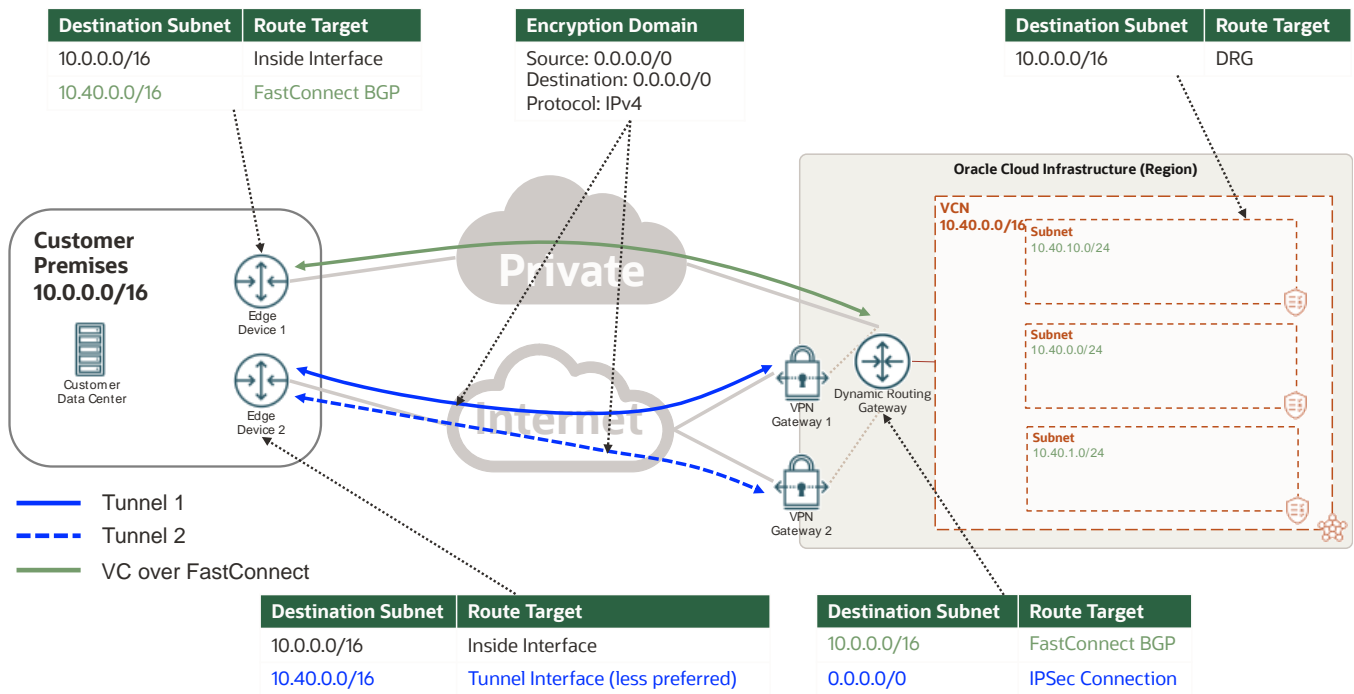 Destination Subnet Route Target
10.0.0.0/16 Inside Interface
10.40.0.0/16 FastConnect BGP
Encryption Domain
Source: 0.0.0.0/0
Destination: 0.0.0.0/0
Protocol: IPv4
Destination Subnet Route Target
10.0.0.0/16 DRG
Oracle Cloud Infrastructure (Region)
VCN
10.40.0.0/16
Subnet
10.40.10.0/24
Subnet
10.40.0.0/24
Subnet
10.40.1.0/24
Customer
Premises
10.0.0.0/16
Customer
Data Center
Edge
Device 1
Edge
Device 2
Private
Internet
VPN
Gateway 1
Dynamic Routing
Gateway
VPN
Gateway 2
Tunnel 1
Tunnel 2
VC over FastConnect
Destination Subnet Route Target
10.0.0.0/16 Inside Interface
10.40.0.0/16 Tunnel Interface (less preferred)
Destination Subnet Route Target
10.0.0.0/16 FastConnect BGP
0.0.0.0/0 IPSec Connection